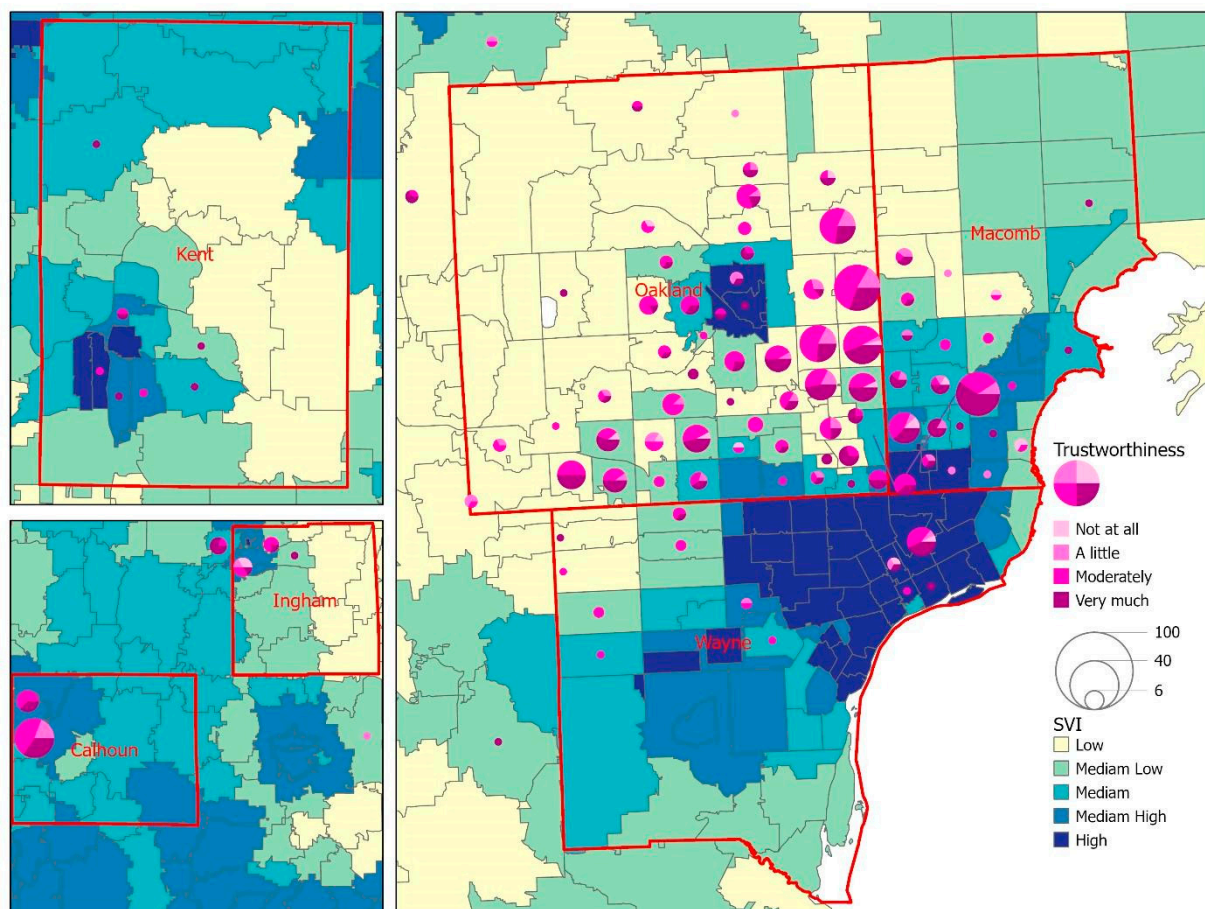 Kent
Ingham
Calhoun
Oakland
Macomb
Wayne
Trustworthiness
Not at all
A little
Moderately
Very much
100
40
6
SVI
Low
Mediam Low
Mediam
Mediam High
High